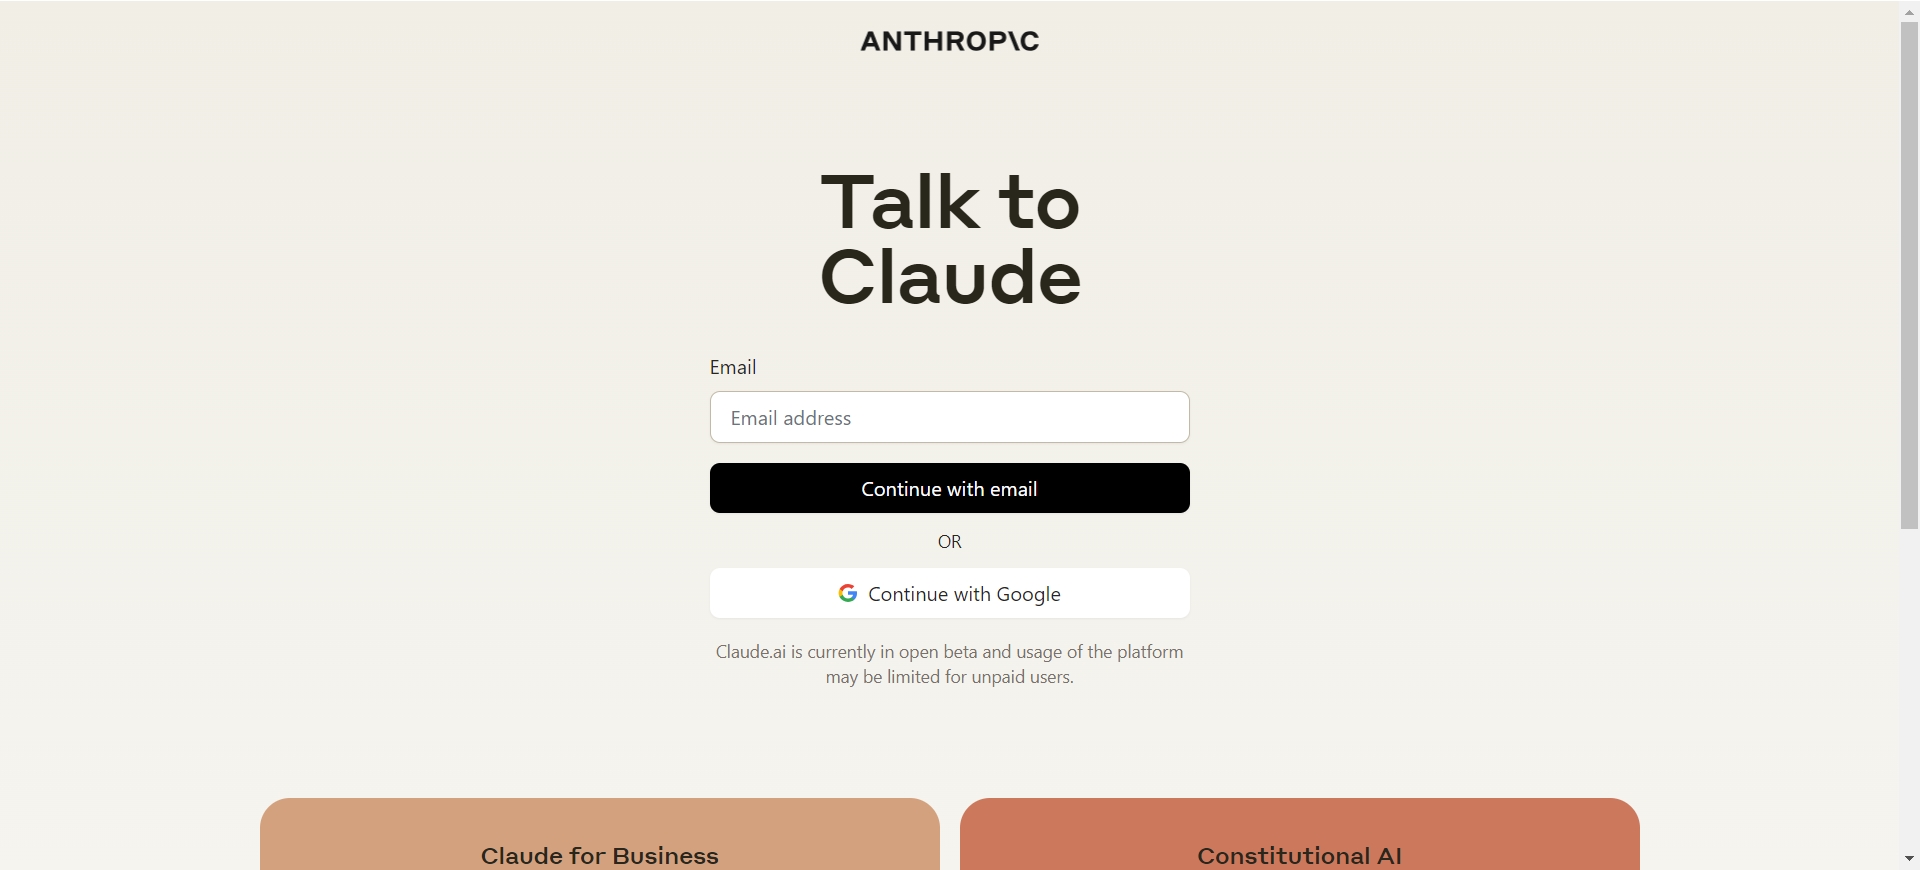 ANTHROP\C
Talk to
Claude
Email
Email address
Continue with email
OR
Continue with Google
Claude.ai is currently in open beta and usage of the platform
may be limited for unpaid users.
Claude for Business
Constitutional AI